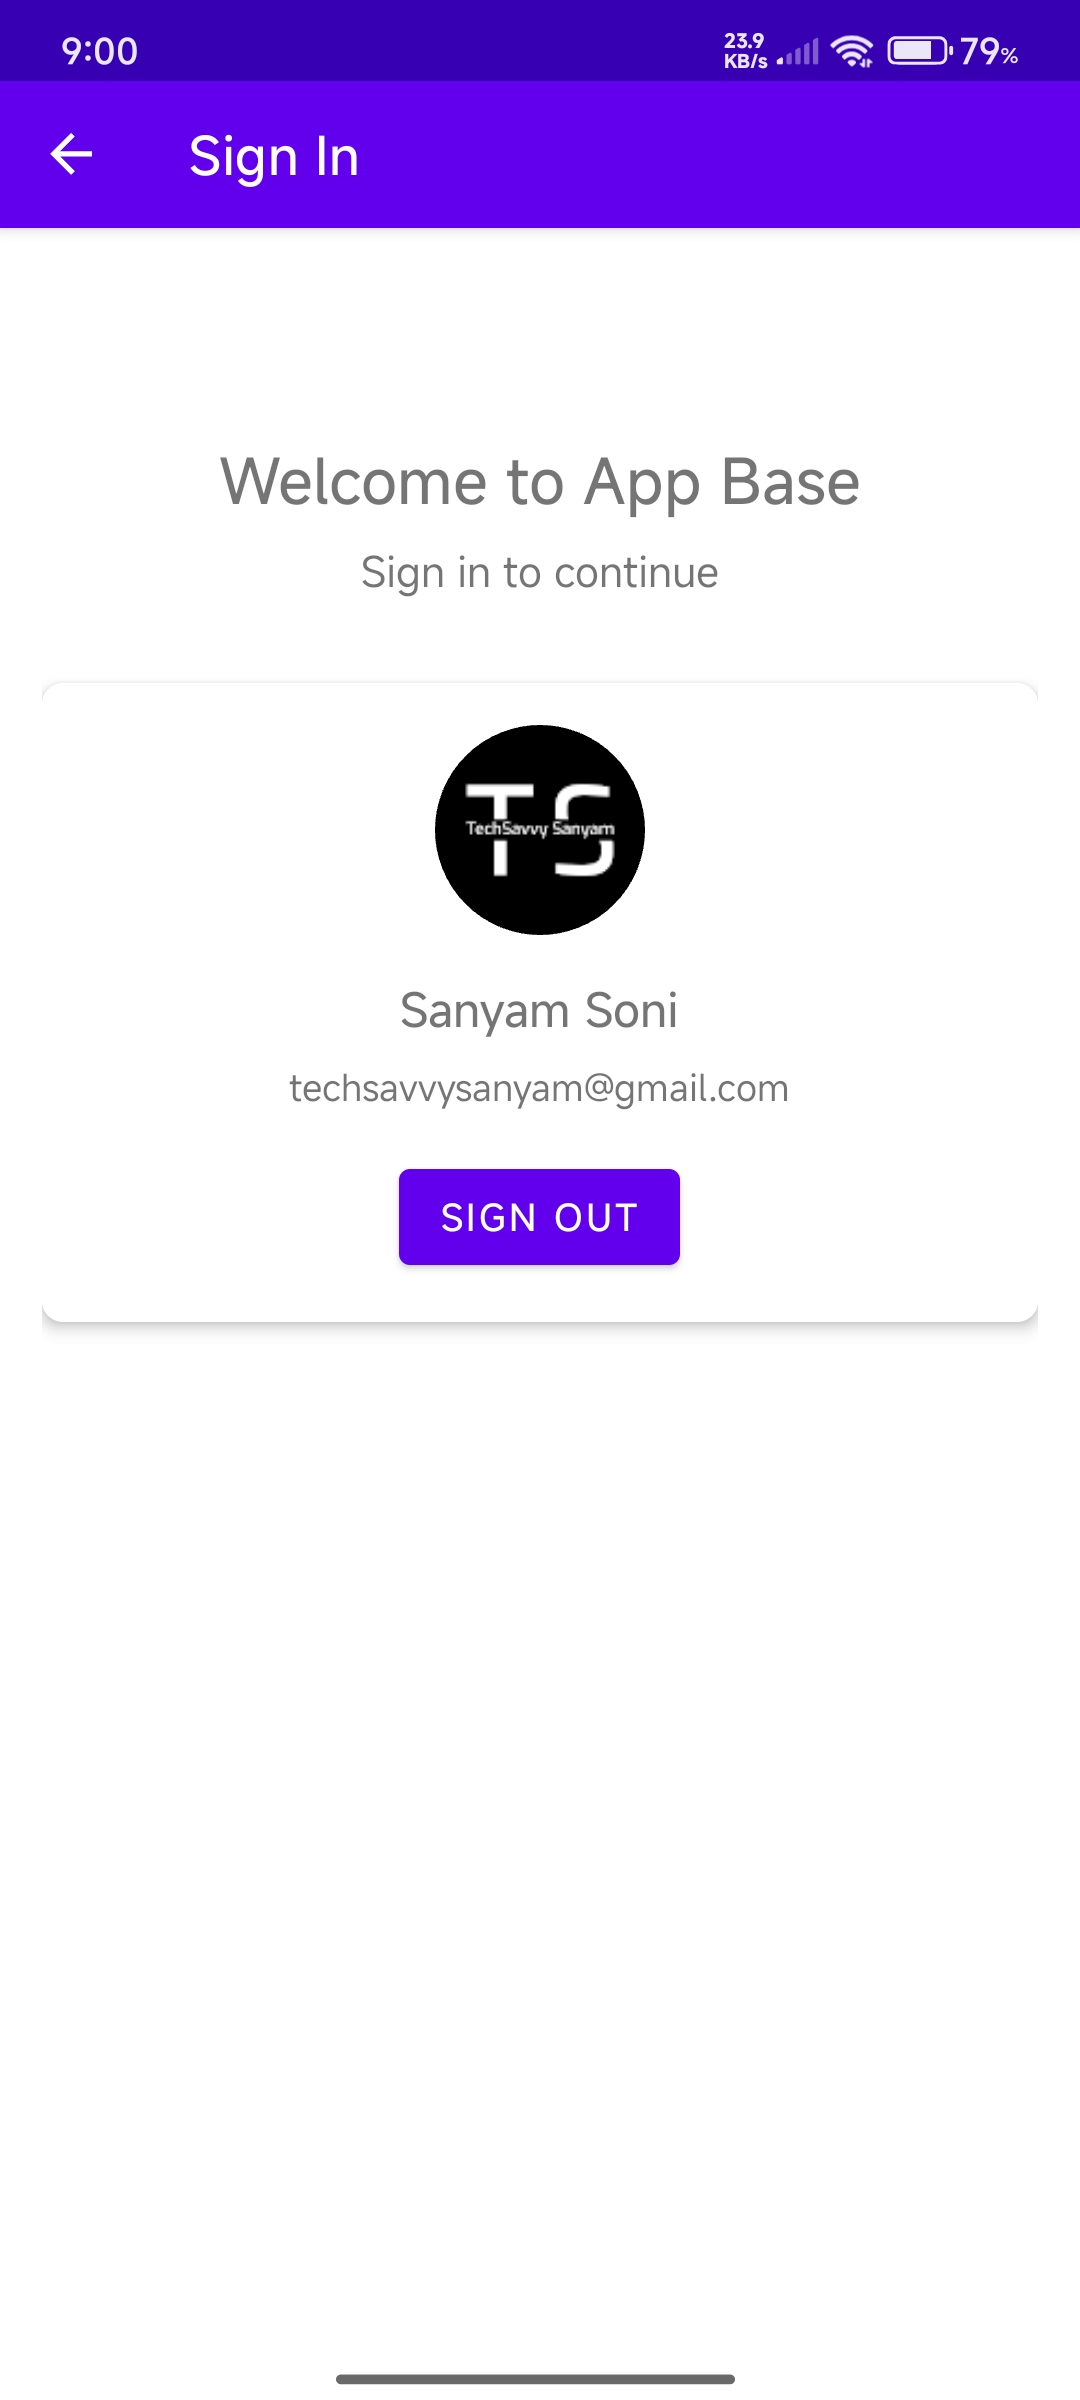 9:00
23.9
KB/s
79%
Sign In
Welcome to App Base
Sign in to continue
TS
TechSavvy Sanyam
Sanyam Soni
techsavvysanyam@gmail.com
SIGN OUT